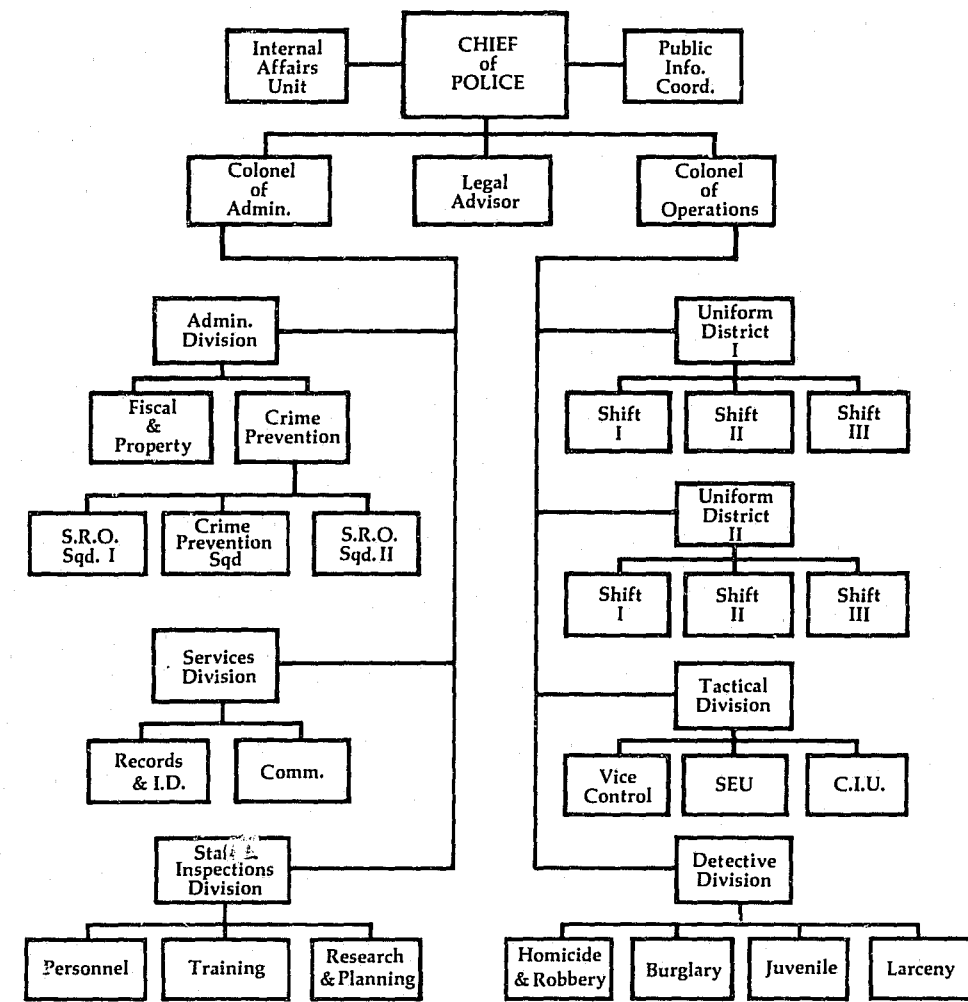 Internal
Affairs
Unit
CHIEF
of
POLICE
Public
Info.
Coord.
Colonel
of
Admin.
Legal
Advisor
Colonel
of
Operations
Admin.
Division
Fiscal
&
Property
Crime
Prevention
S.R.O.
Sqd. I
Crime
Prevention
Sqd
S.R.O.
Sqd. II
Services
Division
Records
& I.D.
Comm.
Inspections
Division
Personnel
Training
Research
& Planning
Uniform
District
I
Shift
I
Shift
II
Shift
III
Uniform
District
II
Shift
I
Shift
II
Shift
III
Tactical
Division
Vice
Control
SEU
C.I.U.
Detective
Division
Homicide
& Robbery
Burglary
Juvenile
Larceny